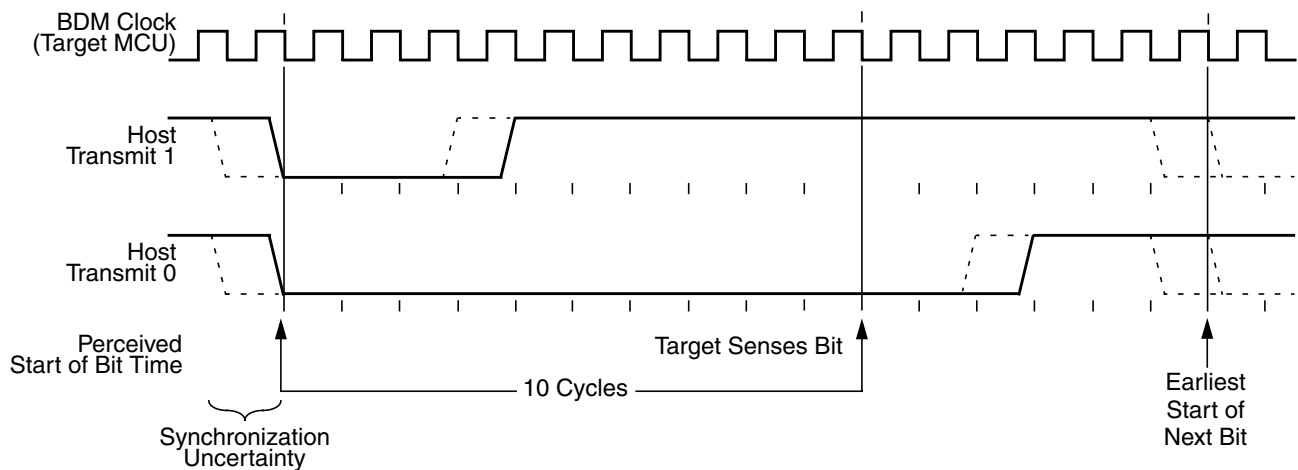 BDM Clock
(Target MCU)
Host
Transmit 1
Host
Transmit 0
Perceived
Start of Bit Time
Target Senses Bit
10 Cycles
Earliest
Start of
Next Bit
Synchronization
Uncertainty